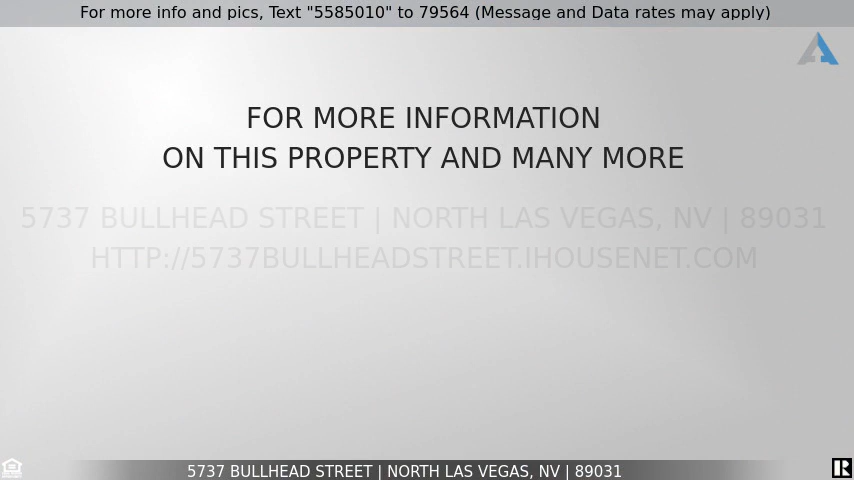 For more info and pics, Text "5585010" to 79564 (Message and Data rates may apply)
FOR MORE INFORMATION
ON THIS PROPERTY AND MANY MORE
5737 BULLHEAD STREET | NORTH LAS VEGAS, NV | 89031
HTTP://5737BULLHEADSTREET.IHOUSENET.COM
5737 BULLHEAD STREET | NORTH LAS VEGAS, NV | 89031